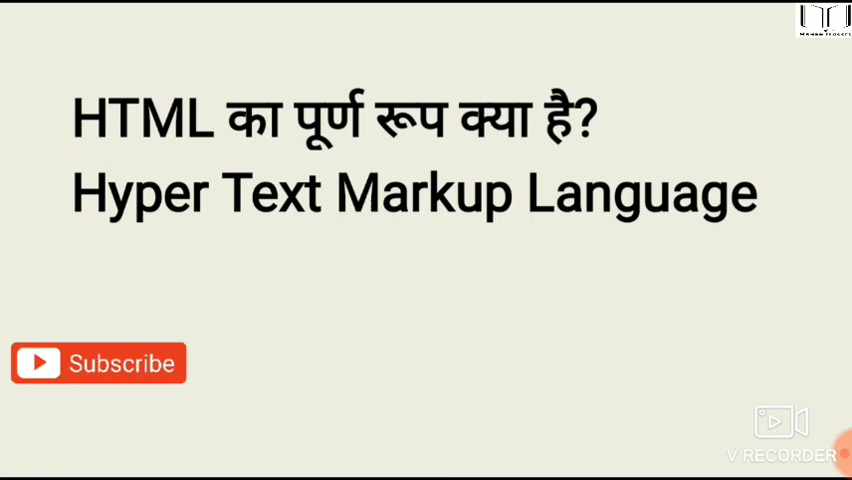 HTML का पूर्ण रूप क्या है?
Hyper Text Markup Language
Subscribe
V RECORDER